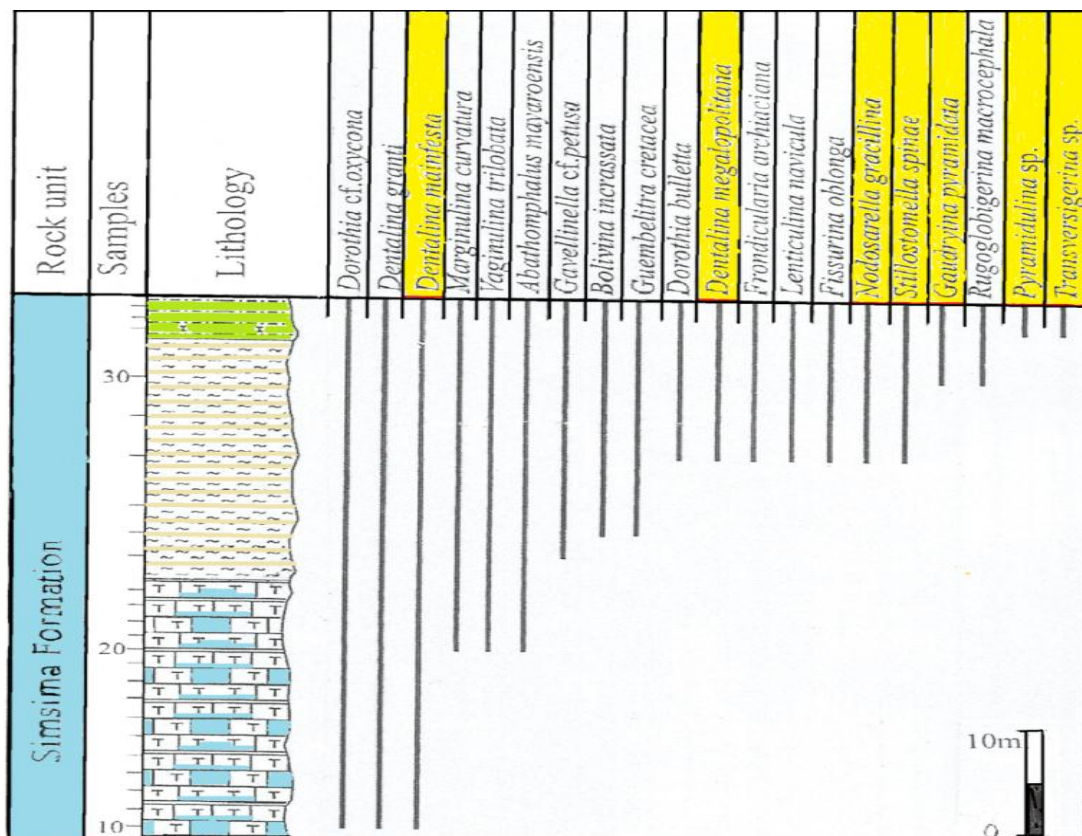 Rock unit
Samples
Lithology
Dorothia cf.oxycona
Dentalina granti
Dentalina mainfesta
Marginulina curvatura
Vaginulina trilobata
Abathomphalus mayaroensis
Gavellinella cf.petusa
Bolivina incrassata
Guembelitra cretacea
Dorothia bulletta
Dentalina megalopolitana
Frondicularia archiaciana
Lenticulina navicula
Fissurina oblonga
Nodosarella gracillina
Stillostomella spinae
Gaudryina pyramidata
Rugoglobigerina macrocephala
Pyramidulina sp.
Transversigerina sp.
Simsima Formation
30
20
10
10m
0